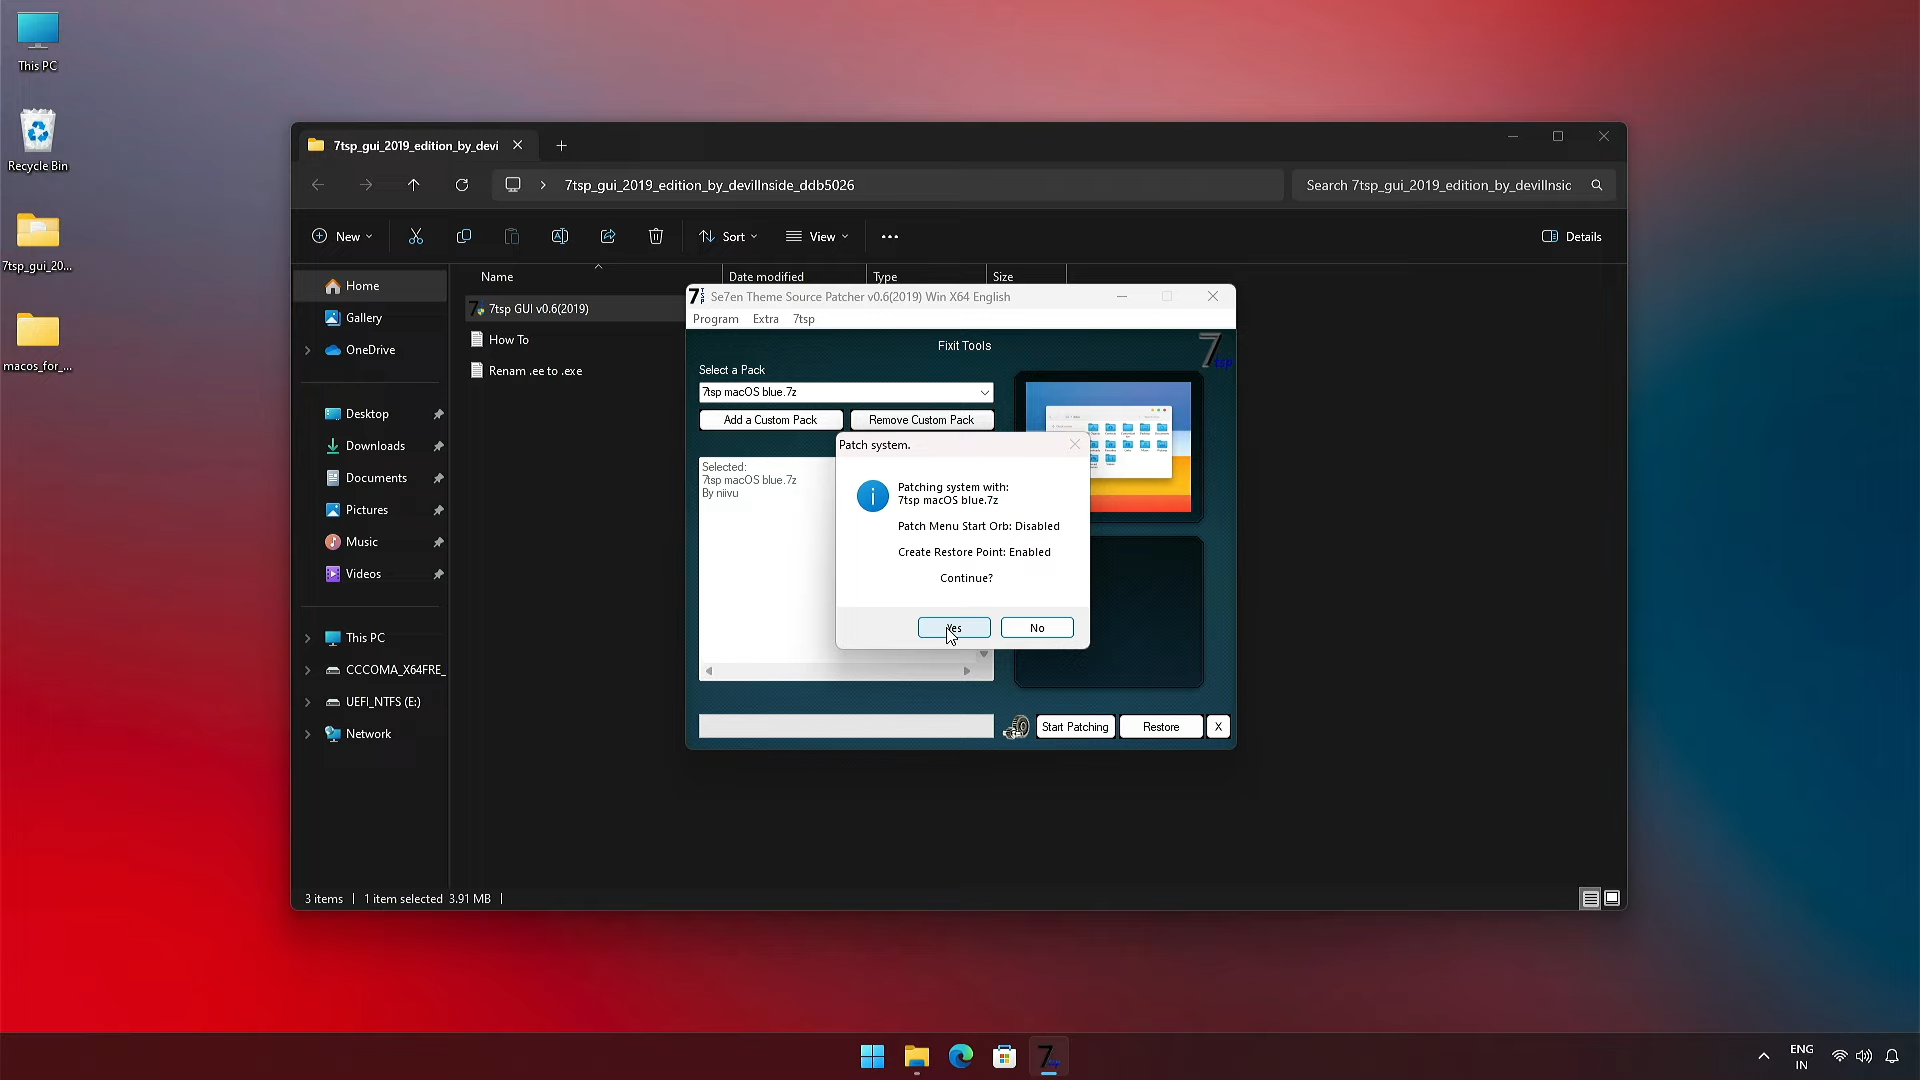 This PC
Recycle Bin
7tsp_gui_20...
macos_for_...
7tsp_gui_2019_edition_by_devi
7tsp_gui_2019_edition_by_devillnside_ddb5026
Search 7tsp_gui_2019_edition_by_devillnsic
New
Sort
View
Details
Name
Date modified
Type
Size
Home
Gallery
OneDrive
Desktop
Downloads
Documents
Pictures
Music
Videos
This PC
CCCOMA_X64FRE_
UEFI_NTFS (E:)
Network
7tsp GUI v0.6(2019)
How To
Renam .ee to .exe
3 items
1 item selected 3.91 MB
7TSP
Se7en Theme Source Patcher v0.6(2019) Win X64 English
Program Extra 7tsp
Fixit Tools
7tsp
Select a Pack
7tsp macOS blue.7z
Add a Custom Pack
Remove Custom Pack
Selected:
7tsp macOS blue.7z
By niivu
Patch system.
Patching system with:
7tsp macOS blue.7z
Patch Menu Start Orb: Disabled
Create Restore Point: Enabled
Continue?
Yes
No
Start Patching
Restore
X
ENG
IN